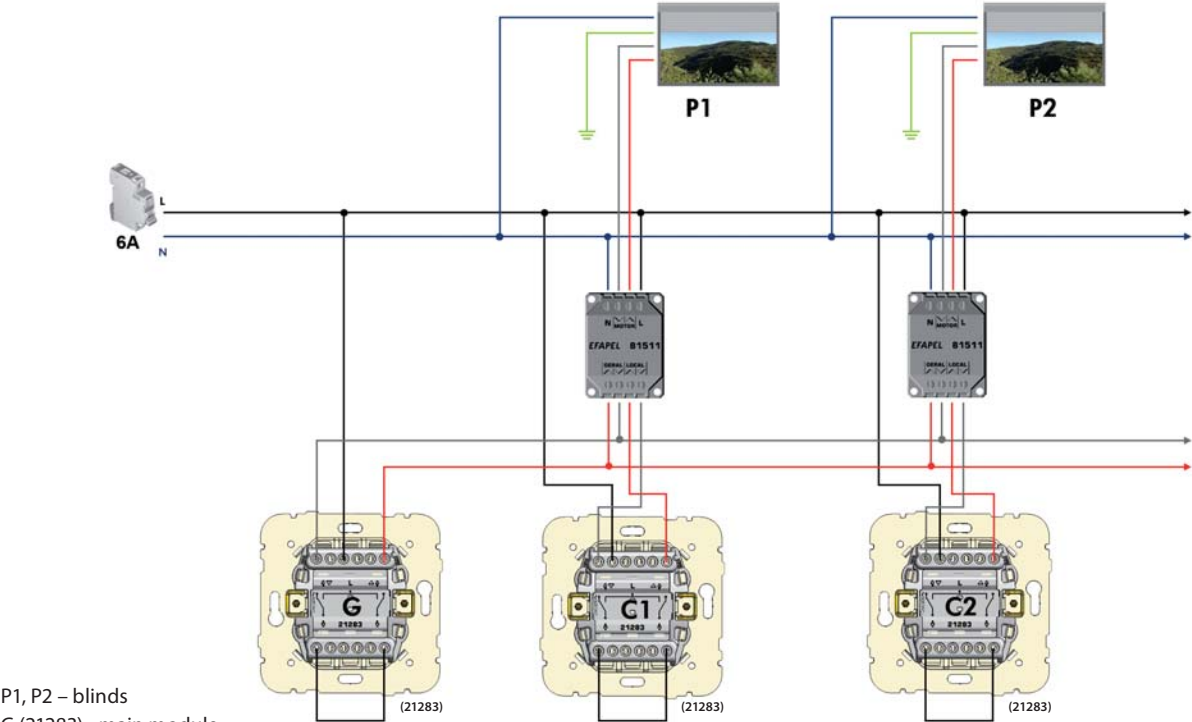 P1
P2
L
6A
N
N MOTOR L
N MOTOR L
EFAPEL 81511
EFAPEL 81511
GERAL LOCAL
GERAL LOCAL
L
L
L
G
C1
C2
21283
21283
21283
(21283)
(21283)
(21283)
P1, P2 – blinds